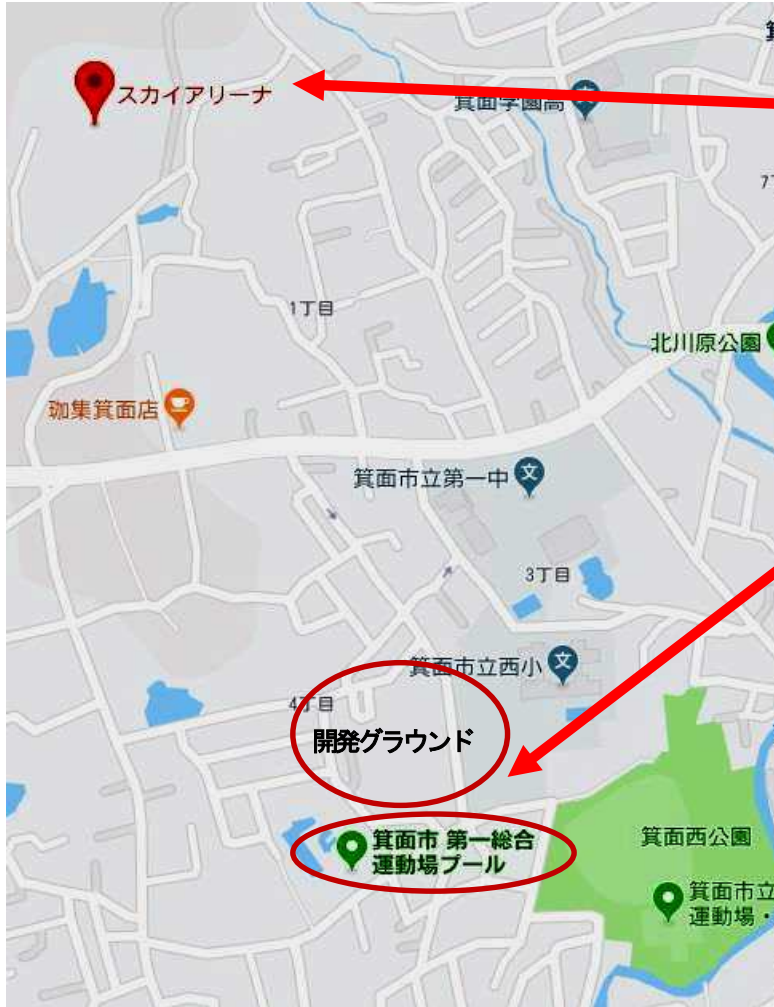 スカイアリーナ
箕面学園高
1丁目
北川原公園
珈集箕面店
箕面市立第一中
文
3丁目
箕面市立西小
文
4丁目
開発グラウンド
箕面市 第一総合
運動場プール
箕面西公園
箕面市立
運動場・